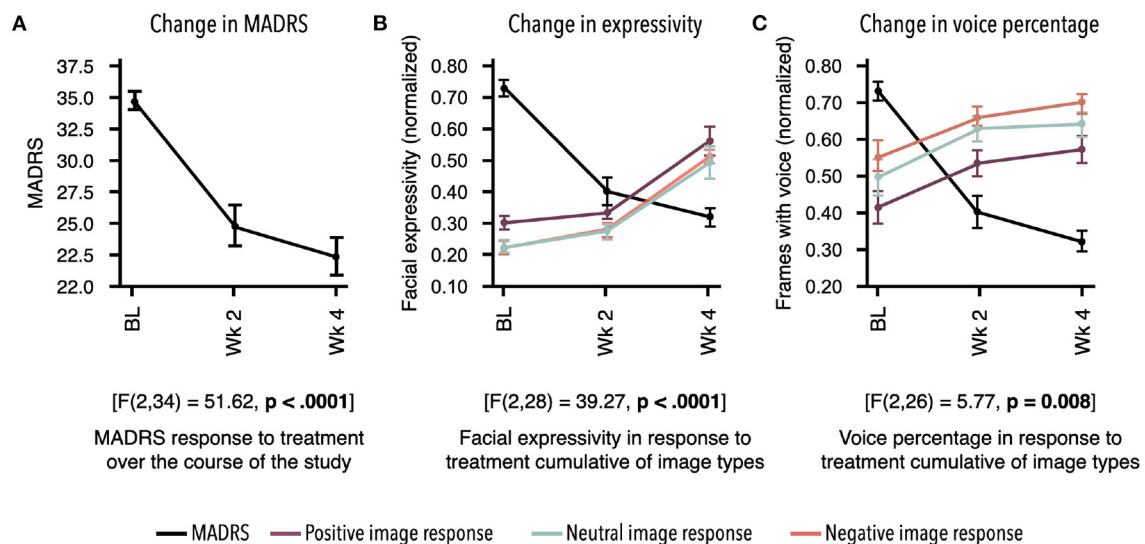 A
Change in MADRS
MADRS
37.5
35.0
32.5
30.0
27.5
25.0
22.5
22.0
BL
Wk 2
Wk 4
[F(2,34) = 51.62, p < .0001]
MADRS response to treatment
over the course of the study
B
Change in expressivity
Facial expressivity (normalized)
0.80
0.70
0.60
0.50
0.40
0.30
0.20
0.10
BL
Wk 2
Wk 4
[F(2,28) = 39.27, p < .0001]
Facial expressivity in response to
treatment cumulative of image types
C
Change in voice percentage
Frames with voice (normalized)
0.80
0.70
0.60
0.50
0.40
0.30
0.20
BL
Wk 2
Wk 4
[F(2,26) = 5.77, p = 0.008]
Voice percentage in response to
treatment cumulative of image types
MADRS
Positive image response
Neutral image response
Negative image response